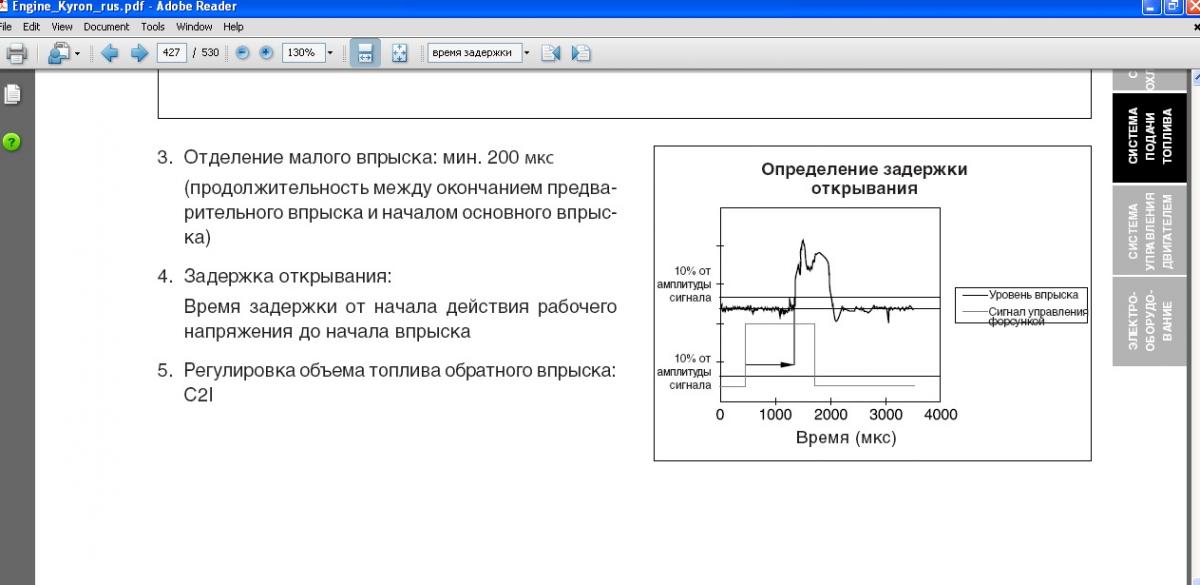 Engine_Kyron_rus.pdf - Adobe Reader
File Edit View Document Tools Window Help
427 / 530 130% время задержки
3. Отделение малого впрыска: мин. 200 мкс
(продолжительность между окончанием предва-
рительного впрыска и началом основного впрыс-
ка)
4. Задержка открывания:
Время задержки от начала действия рабочего
напряжения до начала впрыска
5. Регулировка объема топлива обратного впрыска:
C2I
Определение задержки
открывания
10% от
амплитуды
сигнала
10% от
амплитуды
сигнала
0 1000 2000 3000 4000
Время (мкс)
Уровень впрыска
Сигнал управления
форсункой
СИСТЕМА
ПОДАЧИ
ТОПЛИВА
СИСТЕМА
УПРАВЛЕНИЯ
ДВИГАТЕЛЕМ
ЭЛЕКТРО-
ОБОРУДО-
ВАНИЕ